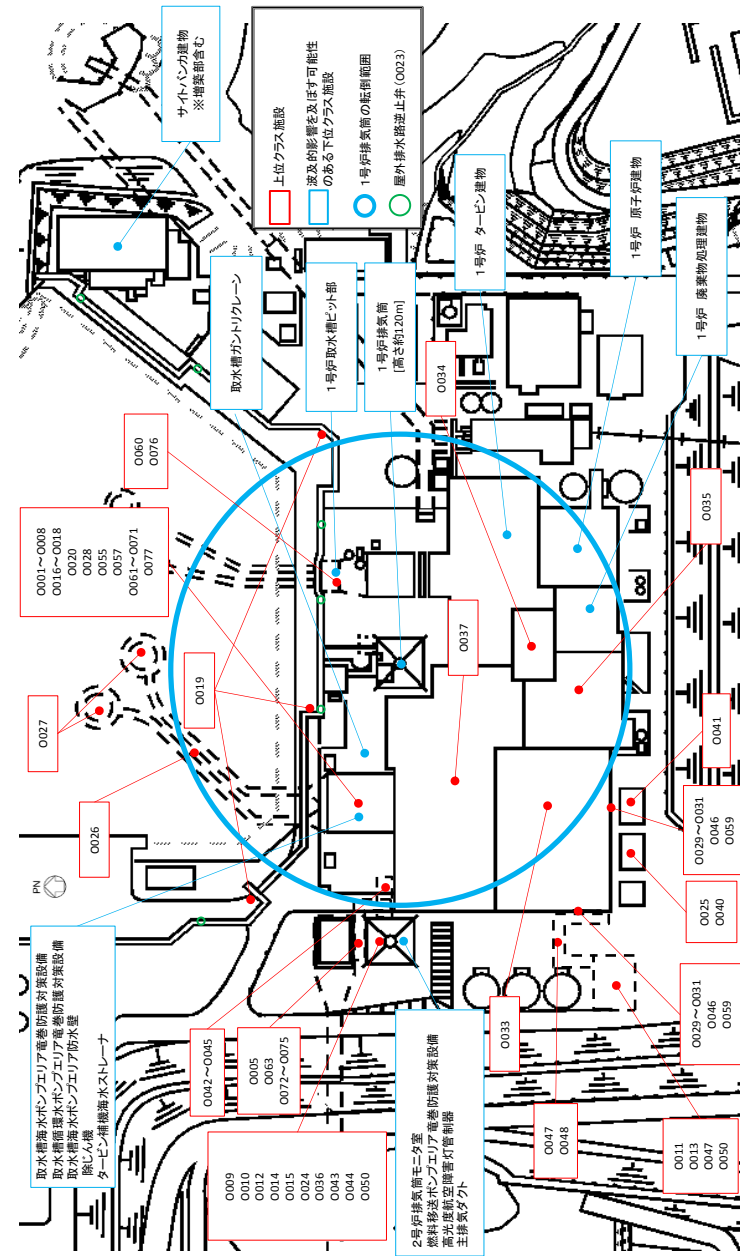 取水槽海水ポンプエリア竜巻防護対策設備
取水槽循環水ポンプエリア竜巻防護対策設備
取水槽海水ポンプエリア防水壁
除じん機
タービン補機海水ストレーナ
PN
O026
O027
O001～O008
O016～O018
O020
O028
O055
O057
O061～O071
O077
O060
O076
O019
サイトバンカ建物
※増築部含む
取水槽ガントリクレーン
1号炉取水槽ピット部
1号炉排気筒
[高さ約120m]
上位クラス施設
波及的影響を及ぼす可能性
のある下位クラス施設
1号炉排気筒の転倒範囲
屋外排水路逆止弁(O023)
O042～O045
O005
O063
O072～O075
O009
O010
O012
O014
O015
O024
O036
O043
O044
O050
2号炉排気筒モニタ室
燃料移送ポンプエリア竜巻防護対策設備
高光度航空障害灯管制器
主排気ダクト
O033
O037
O034
1号炉 タービン建物
1号炉 原子炉建物
1号炉 廃棄物処理建物
O035
O041
O029～O031
O046
O059
O025
O040
O029～O031
O046
O059
O047
O048
O011
O013
O047
O050